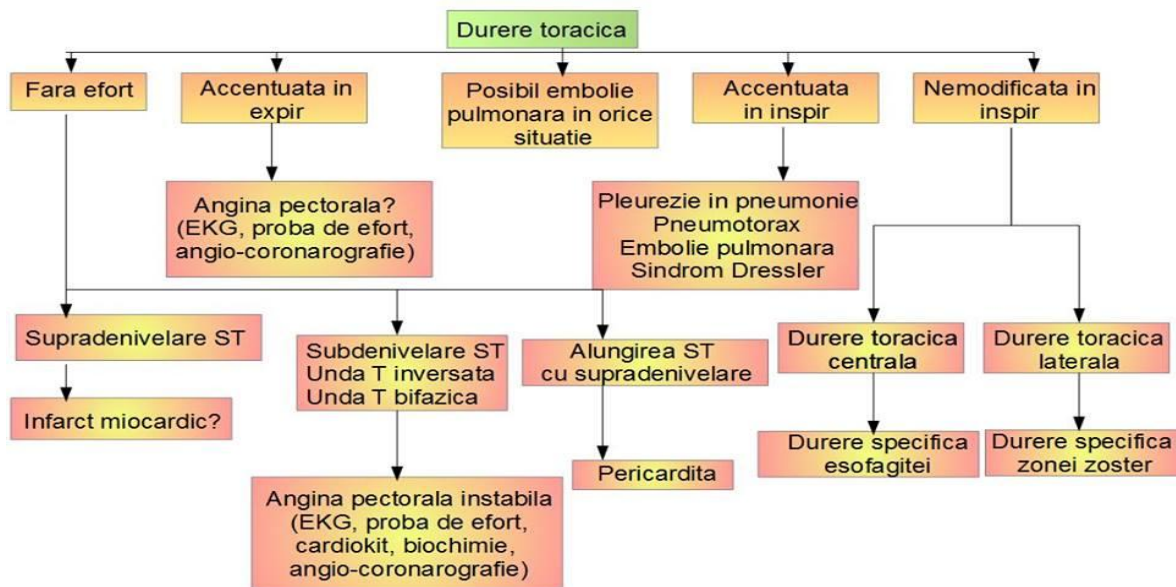 Durere toracica
Fara efort
Accentuata in
expir
Posibil embolie
pulmonara in orice
situatie
Accentuata
in inspir
Nemodificata in
inspir
Angina pectorala?
(EKG, proba de efort,
angio-coronarografie)
Pleurezie in pneumonie
Pneumotorax
Embolie pulmonara
Sindrom Dressler
Supradenivelare ST
Subdenivelare ST
Unda T inversata
Unda T bifazica
Alungirea ST
cu supradenivelare
Durere toracica
centrala
Durere toracica
laterala
Infarct miocardic?
Angina pectorala instabila
(EKG, proba de efort,
cardiokit, biochimie,
angio-coronarografie)
Pericardita
Durere specifica
esofagitei
Durere specifica
zonei zoster